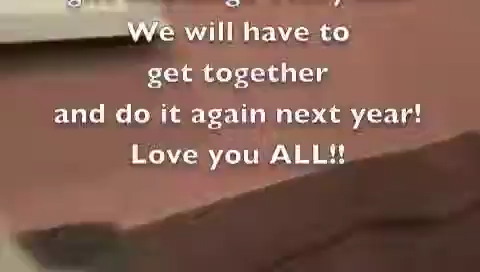 We will have to
get together
and do it again next year!
Love you ALL!!